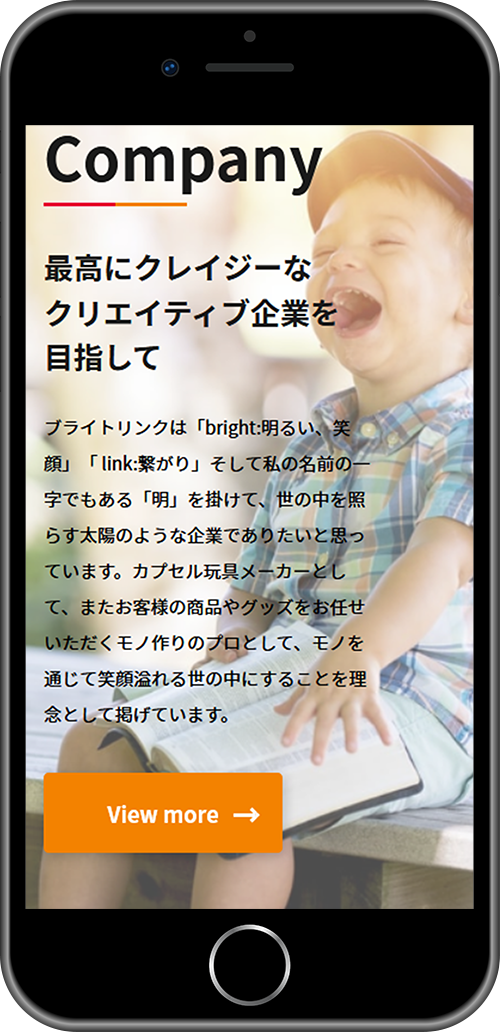 Company
最高にクレイジーな
クリエイティブ企業を
目指して
ブライトリンクは「bright:明るい、笑
顔」「 link:繋がり」そして私の名前の一
字でもある「明」を掛けて、世の中を照
らす太陽のような企業でありたいと思っ
ています。カプセル玩具メーカーとし
て、またお客様の商品やグッズをお任せ
いただくモノ作りのプロとして、モノを
通じて笑顔溢れる世の中にすることを理
念として掲げています。
View more →